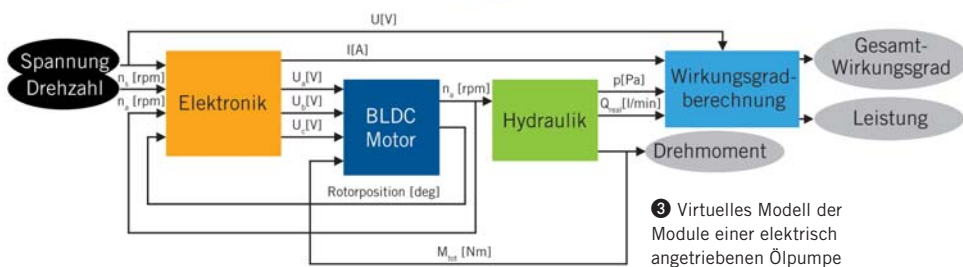 U[V]
Spannung
Drehzahl
n_s [rpm]
n_a [rpm]
Elektronik
I[A]
U_a[V]
U_b[V]
U_c[V]
BLDC
Motor
n_a [rpm]
Hydraulik
p[Pa]
Q_real[l/min]
Wirkungsgrad-
berechnung
Gesamt-
Wirkungsgrad
Leistung
Drehmoment
Rotorposition [deg]
M_tot [Nm]
3 Virtuelles Modell der
Module einer elektrisch
angetriebenen Ölpumpe